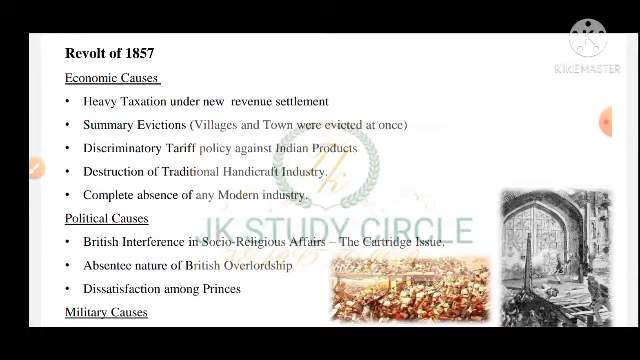 Revolt of 1857
Economic Causes
• Heavy Taxation under new revenue settlement
• Summary Evictions (Villages and Town were evicted at once)
• Discriminatory Tariff policy against Indian Products
• Destruction of Traditional Handicraft Industry.
• Complete absence of any Modern industry.
Political Causes
• British Interference in Socio-Religious Affairs – The Cartridge Issue.
• Absentee nature of British Overlordship
• Dissatisfaction among Princes
Military Causes
JK STUDY CIRCLE
KINEMASTER